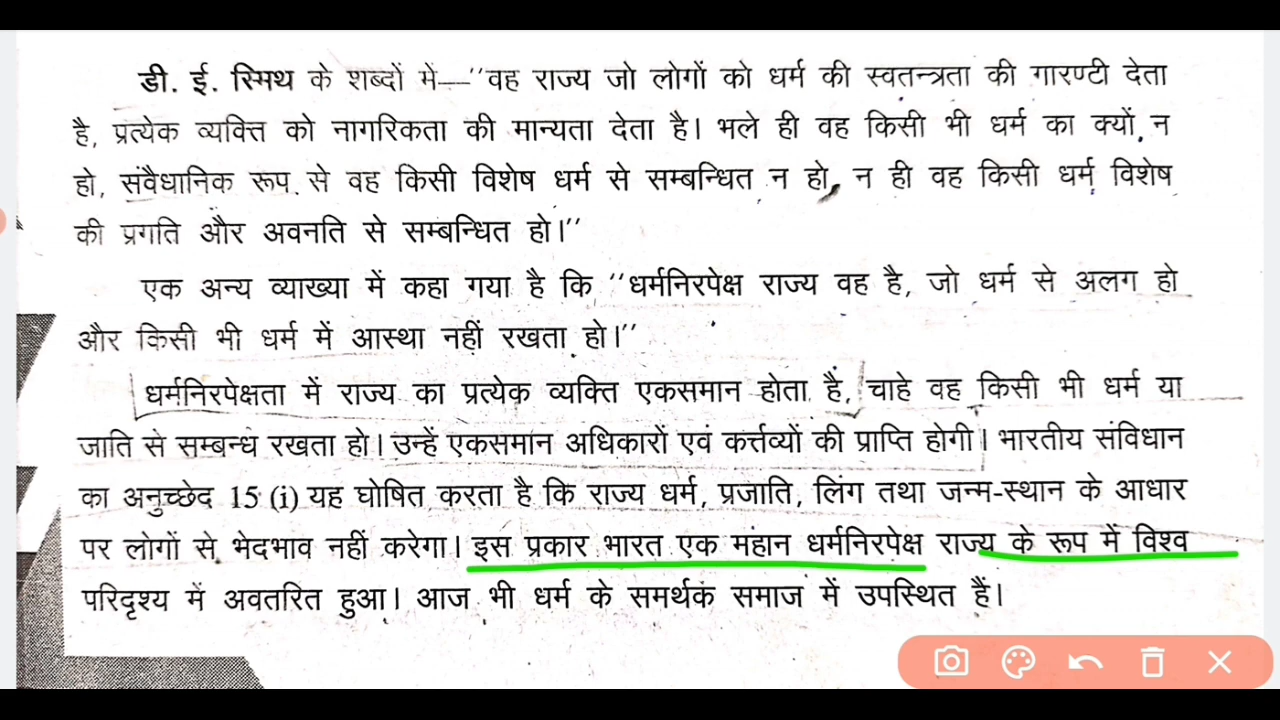 डी. ई. स्मिथ के शब्दों में—''वह राज्य जो लोगों को धर्म की स्वतन्त्रता की गारण्टी देता
है, प्रत्येक व्यक्ति को नागरिकता की मान्यता देता है। भले ही वह किसी भी धर्म का क्यों न
हो, संवैधानिक रूप से वह किसी विशेष धर्म से सम्बन्धित न हो, न ही वह किसी धर्म विशेष
की प्रगति और अवनति से सम्बन्धित हो।''
एक अन्य व्याख्या में कहा गया है कि ''धर्मनिरपेक्ष राज्य वह है, जो धर्म से अलग हो
और किसी भी धर्म में आस्था नहीं रखता हो।''
धर्मनिरपेक्षता में राज्य का प्रत्येक व्यक्ति एकसमान होता है, चाहे वह किसी भी धर्म या
जाति से सम्बन्ध रखता हो। उन्हें एकसमान अधिकारों एवं कर्त्तव्यों की प्राप्ति होगी। भारतीय संविधान
का अनुच्छेद 15 (i) यह घोषित करता है कि राज्य धर्म, प्रजाति, लिंग तथा जन्म-स्थान के आधार
पर लोगों से भेदभाव नहीं करेगा। इस प्रकार भारत एक महान धर्मनिरपेक्ष राज्य के रूप में विश्व
परिदृश्य में अवतरित हुआ। आज भी धर्म के समर्थक समाज में उपस्थित हैं।